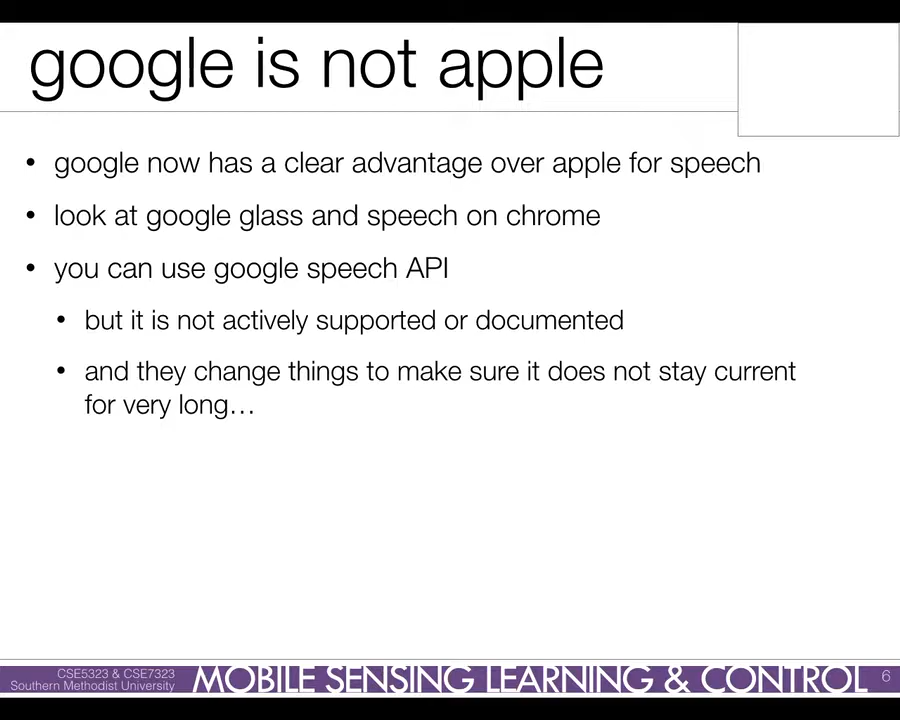 google is not apple
• google now has a clear advantage over apple for speech
• look at google glass and speech on chrome
• you can use google speech API
• but it is not actively supported or documented
• and they change things to make sure it does not stay current
for very long…
CSE5323 & CSE7323
Southern Methodist University
MOBILE SENSING LEARNING & CONTROL
6